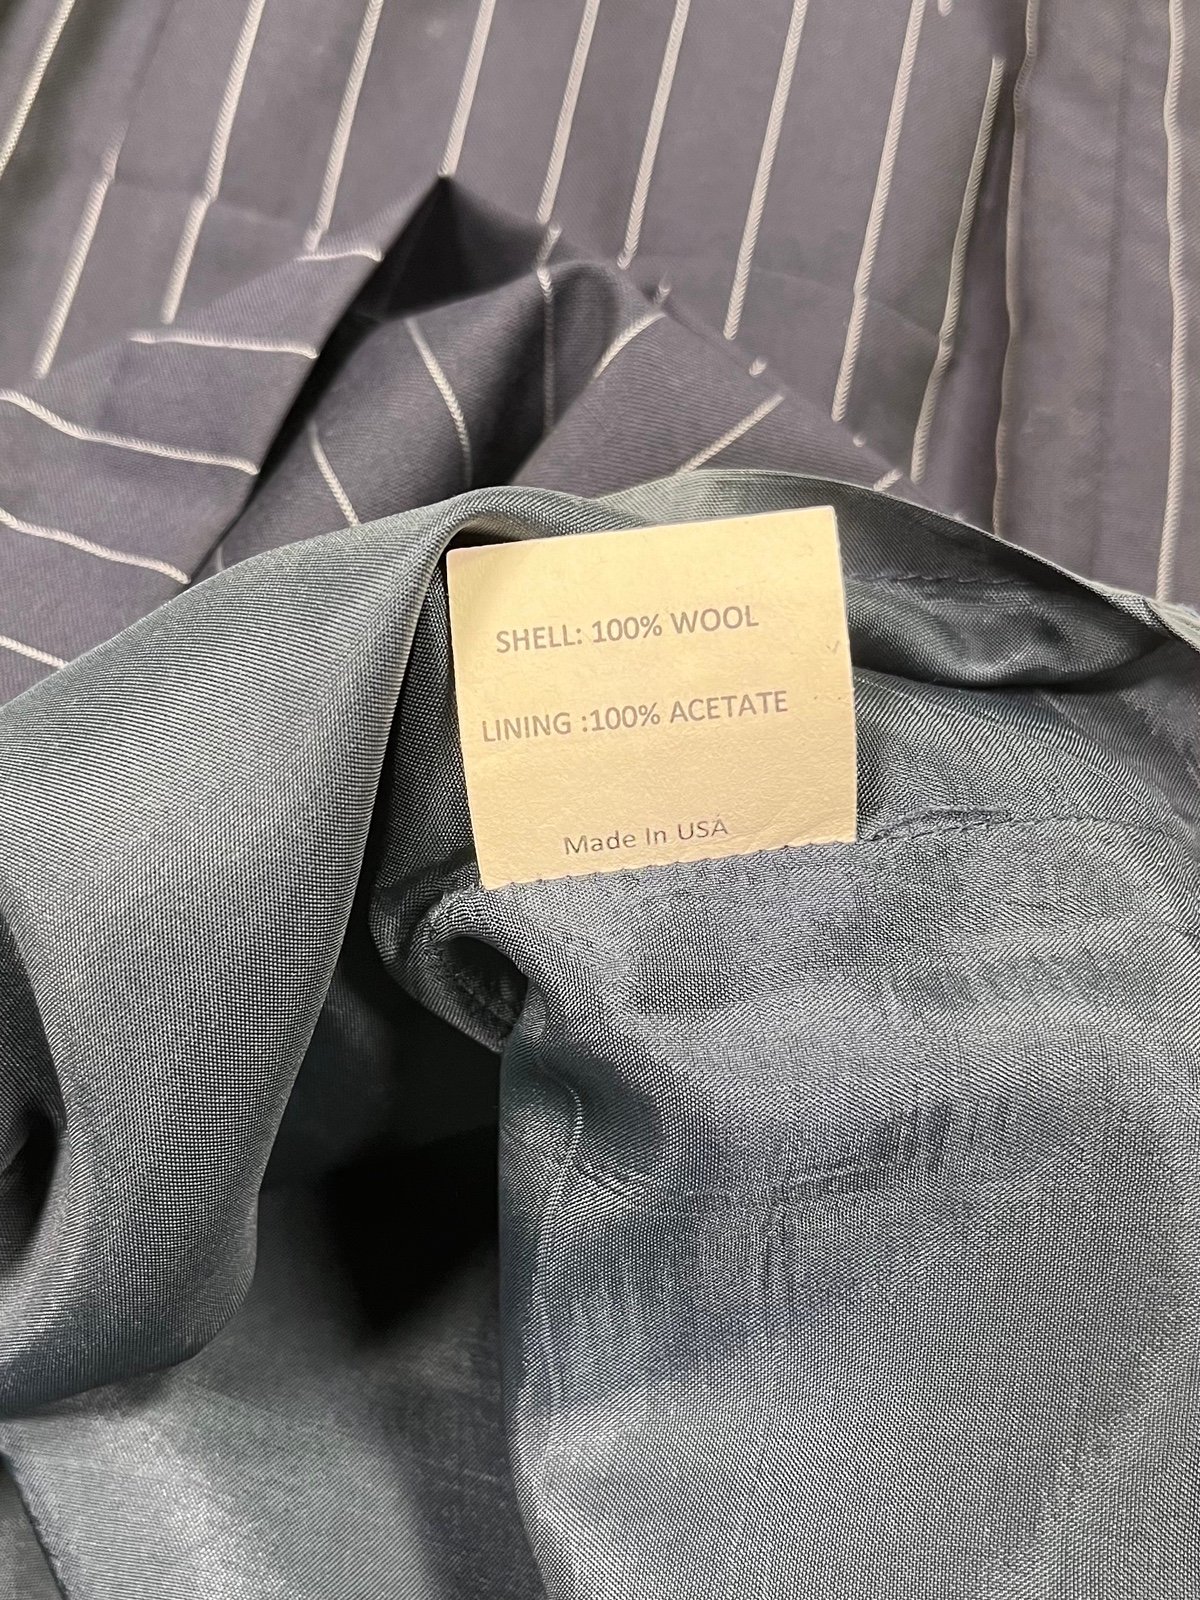 SHELL: 100% WOOL
LINING :100% ACETATE
Made In USA